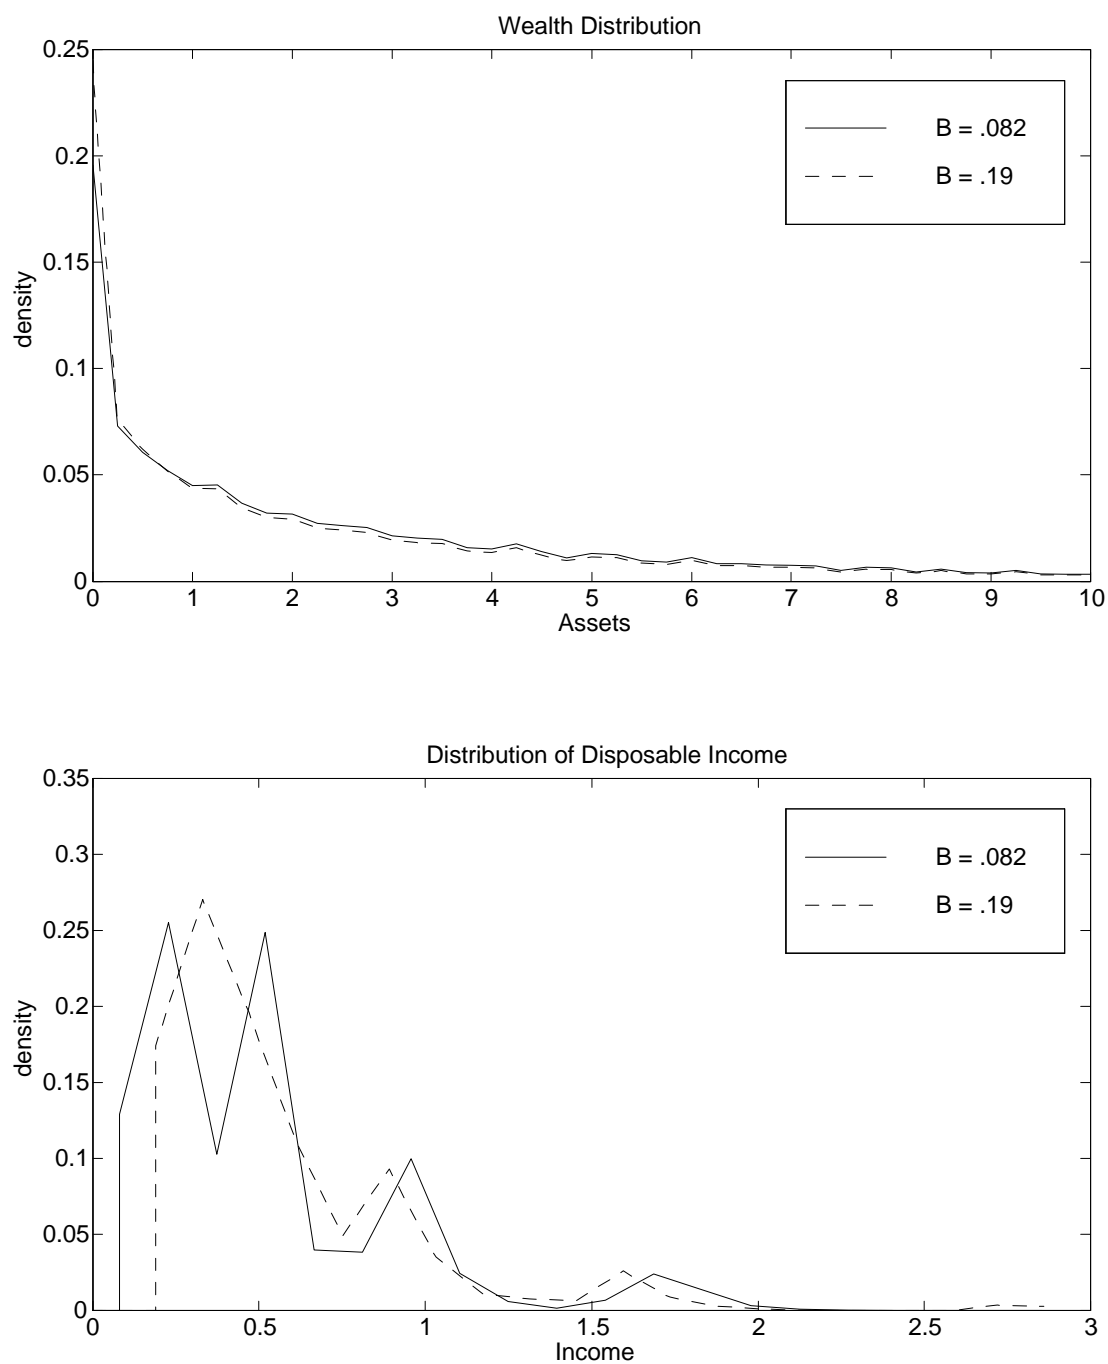 Wealth Distribution
0.25
0.2
0.15
0.1
0.05
0
density
B = .082
B = .19
0 1 2 3 4 5 6 7 8 9 10
Assets
Distribution of Disposable Income
0.35
0.3
0.25
0.2
0.15
0.1
0.05
0
density
B = .082
B = .19
0 0.5 1 1.5 2 2.5 3
Income